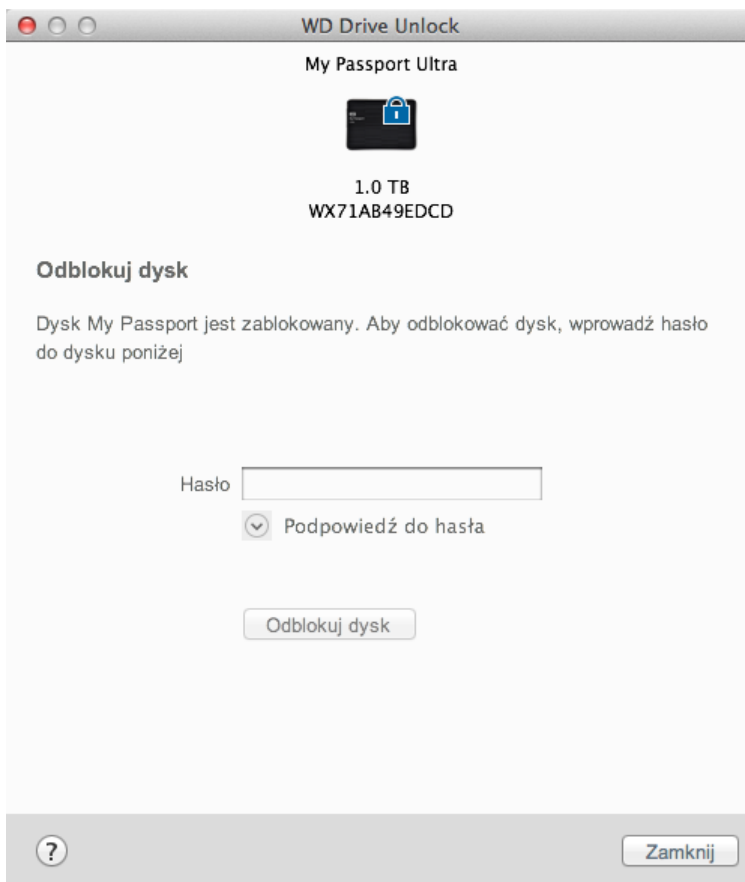 WD Drive Unlock
My Passport Ultra
1.0 TB
WX71AB49EDCD
Odblokuj dysk
Dysk My Passport jest zablokowany. Aby odblokować dysk, wprowadź hasło
do dysku poniżej
Hasło
Podpowiedź do hasła
Odblokuj dysk
?
Zamknij